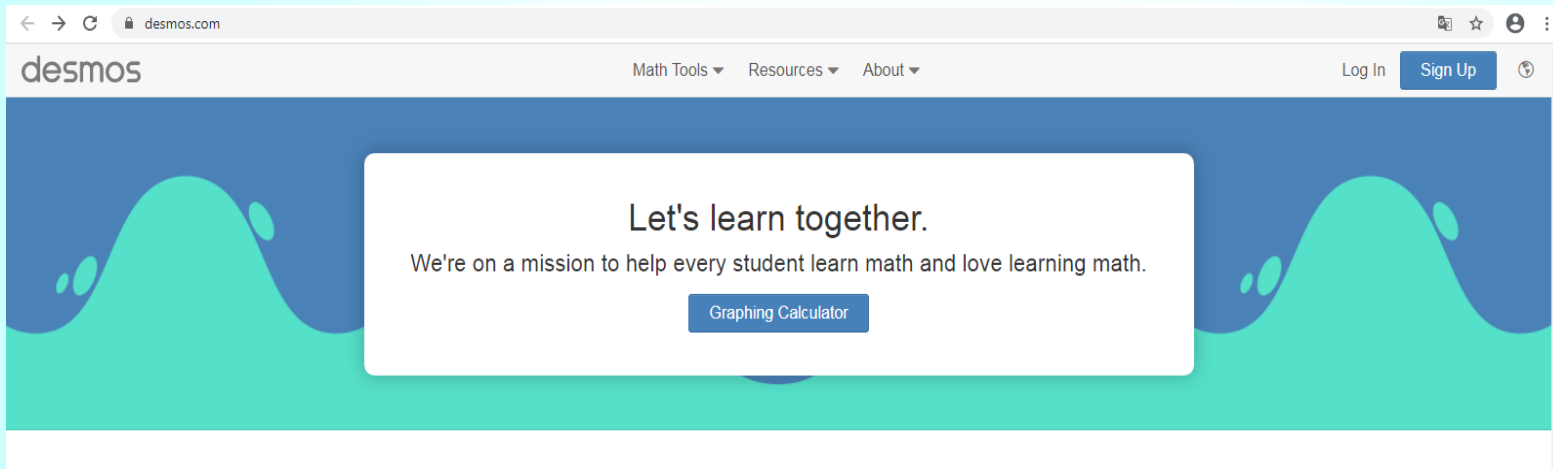 desmos.com
desmos Math Tools Resources About Log In Sign Up
Let's learn together.
We're on a mission to help every student learn math and love learning math.
Graphing Calculator